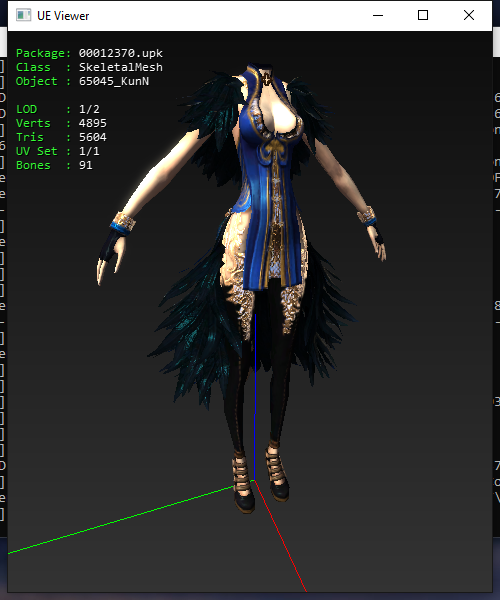 UE Viewer
Package: 00012370.upk
Class : SkeletalMesh
Object : 65045_KunN
LOD : 1/2
Verts : 4895
Tris : 5604
UV Set : 1/1
Bones : 91